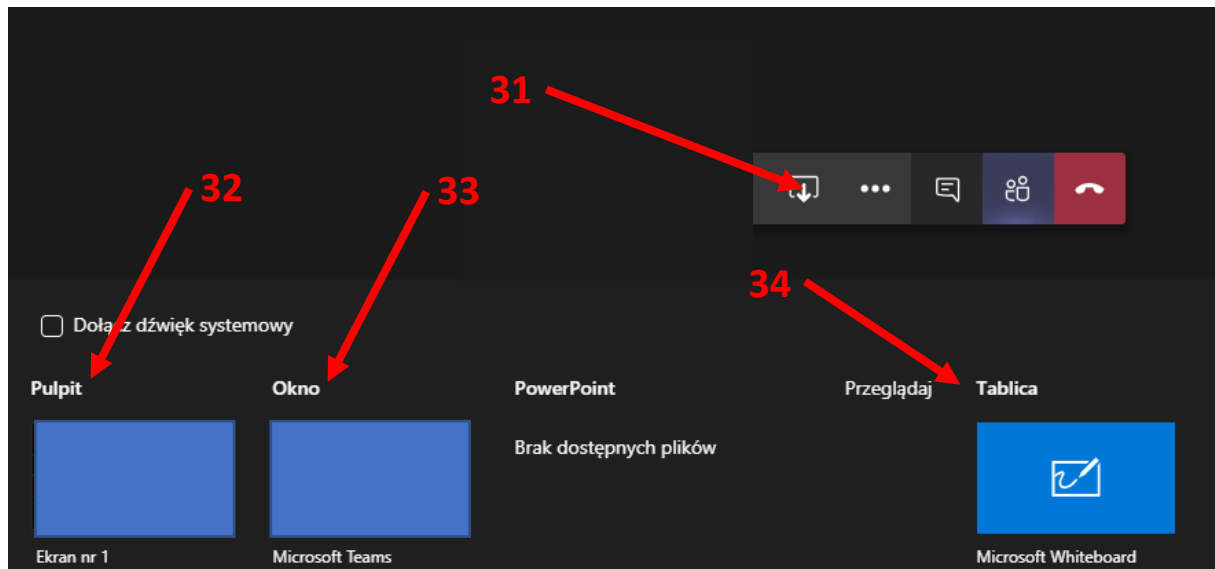 31
32
33
34
Dołącz dźwięk systemowy
Pulpit
Okno
PowerPoint
Przeglądaj
Tablica
Brak dostępnych plików
Ekran nr 1
Microsoft Teams
Microsoft Whiteboard